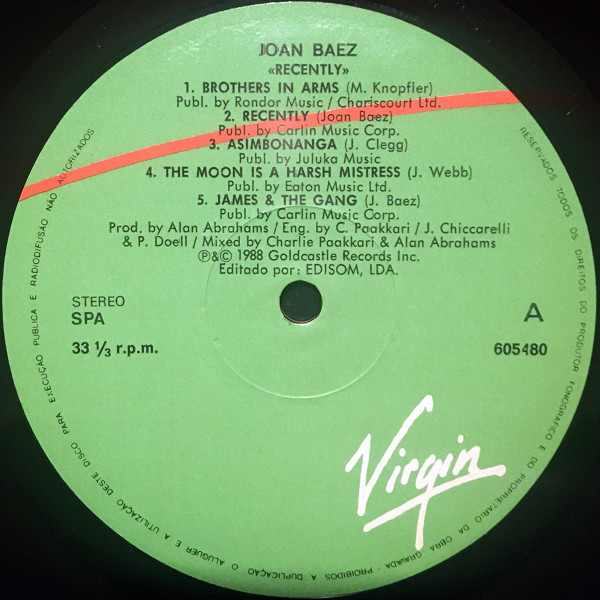 JOAN BAEZ
«RECENTLY»
1. BROTHERS IN ARMS (M. Knopfler)
Publ. by Rondor Music / Chariscourt Ltd.
2. RECENTLY (Joan Baez)
Publ. by Carlin Music Corp.
3. ASIMBONANGA (J. Clegg)
Publ. by Juluka Music
4. THE MOON IS A HARSH MISTRESS (J. Webb)
Publ. by Eaton Music Ltd.
5. JAMES & THE GANG (J. Baez)
Publ. by Carlin Music Corp.
Prod. by Alan Abrahams / Eng. by C. Paakkari / J. Chiccarelli
& P. Doell / Mixed by Charlie Paakkari & Alan Abrahams
℗&© 1988 Goldcastle Records Inc.
Editado por: EDISOM, LDA.
STEREO
SPA
33 1/3 r.p.m.
A
605480
Virgin
RESERVADOS TODOS OS DIREITOS DO PRODUTOR FONOGRÁFICO E DO PROPRIETÁRIO DA OBRA GRAVADA - PROIBIDOS A DUPLICAÇÃO O ALUGUER E A UTILIZAÇÃO DESTE DISCO PARA EXECUÇÃO PÚBLICA E RADIODIFUSÃO NÃO AUTORIZADOS